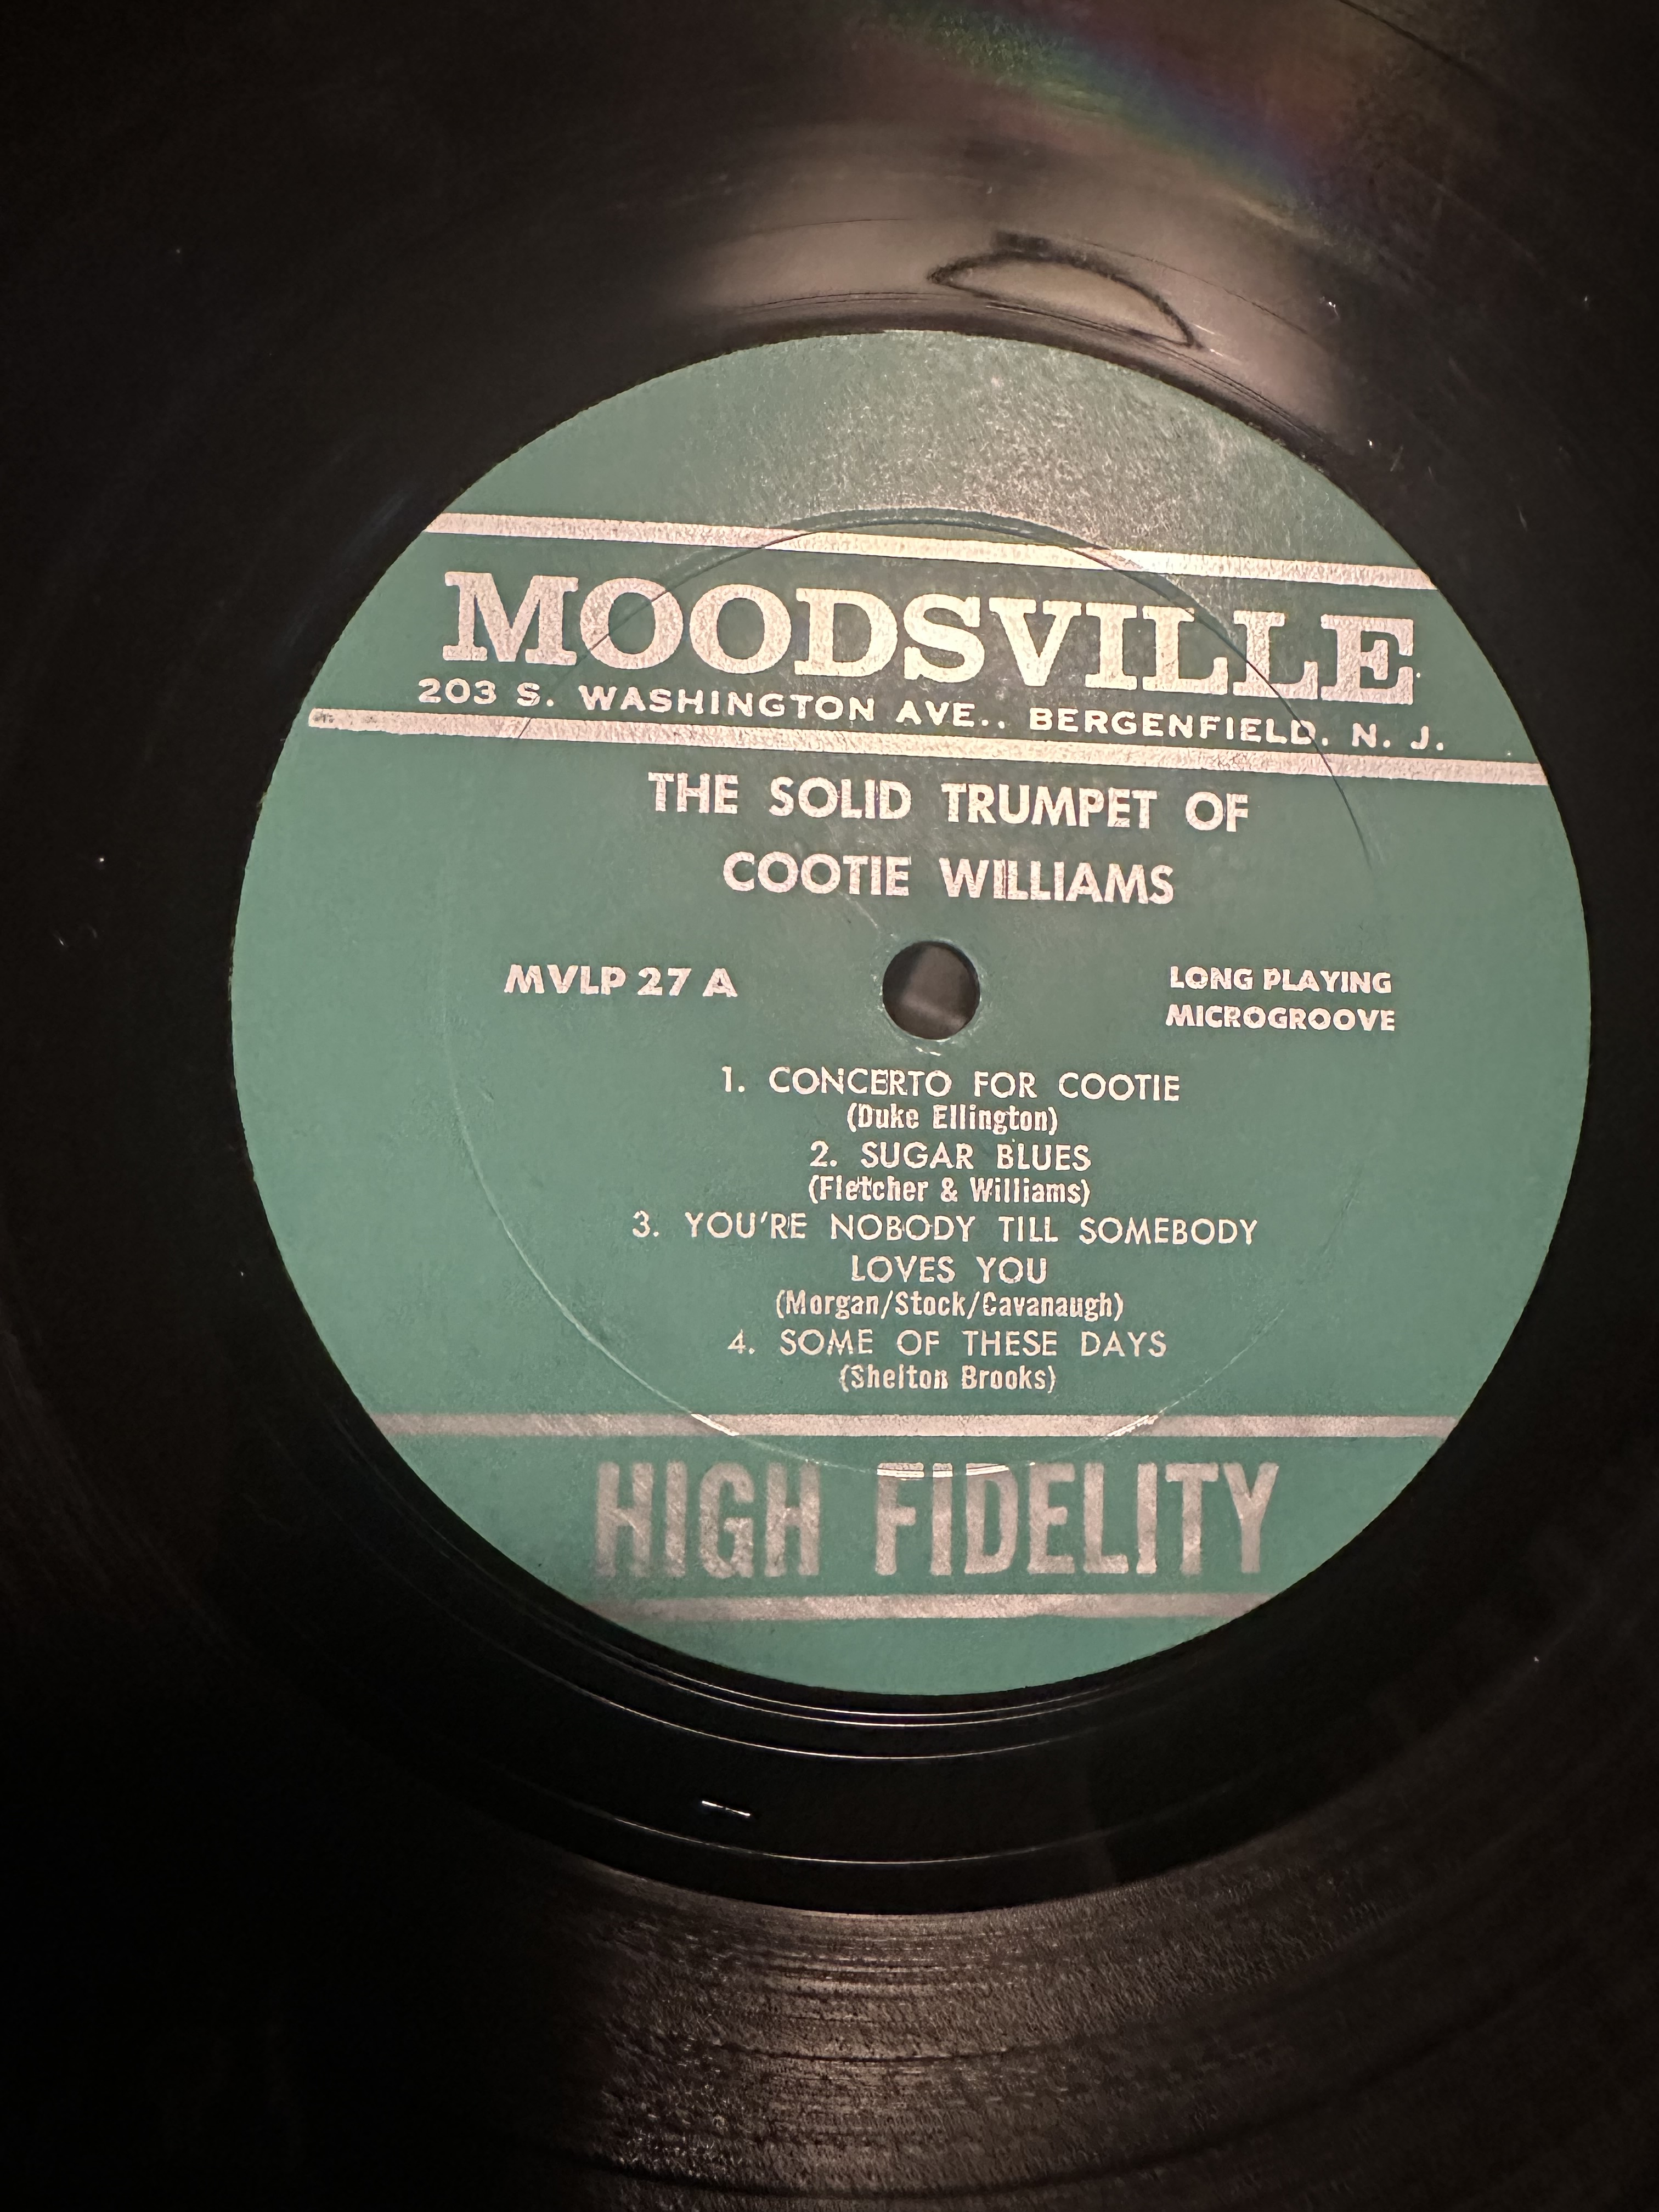 MOODSVILLE
203 S. WASHINGTON AVE., BERGENFIELD, N. J.
THE SOLID TRUMPET OF
COOTIE WILLIAMS
MVLP 27 A
LONG PLAYING
MICROGROOVE
1. CONCERTO FOR COOTIE
(Duke Ellington)
2. SUGAR BLUES
(Fletcher & Williams)
3. YOU'RE NOBODY TILL SOMEBODY
LOVES YOU
(Morgan/Stock/Cavanaugh)
4. SOME OF THESE DAYS
(Shelton Brooks)
HIGH FIDELITY